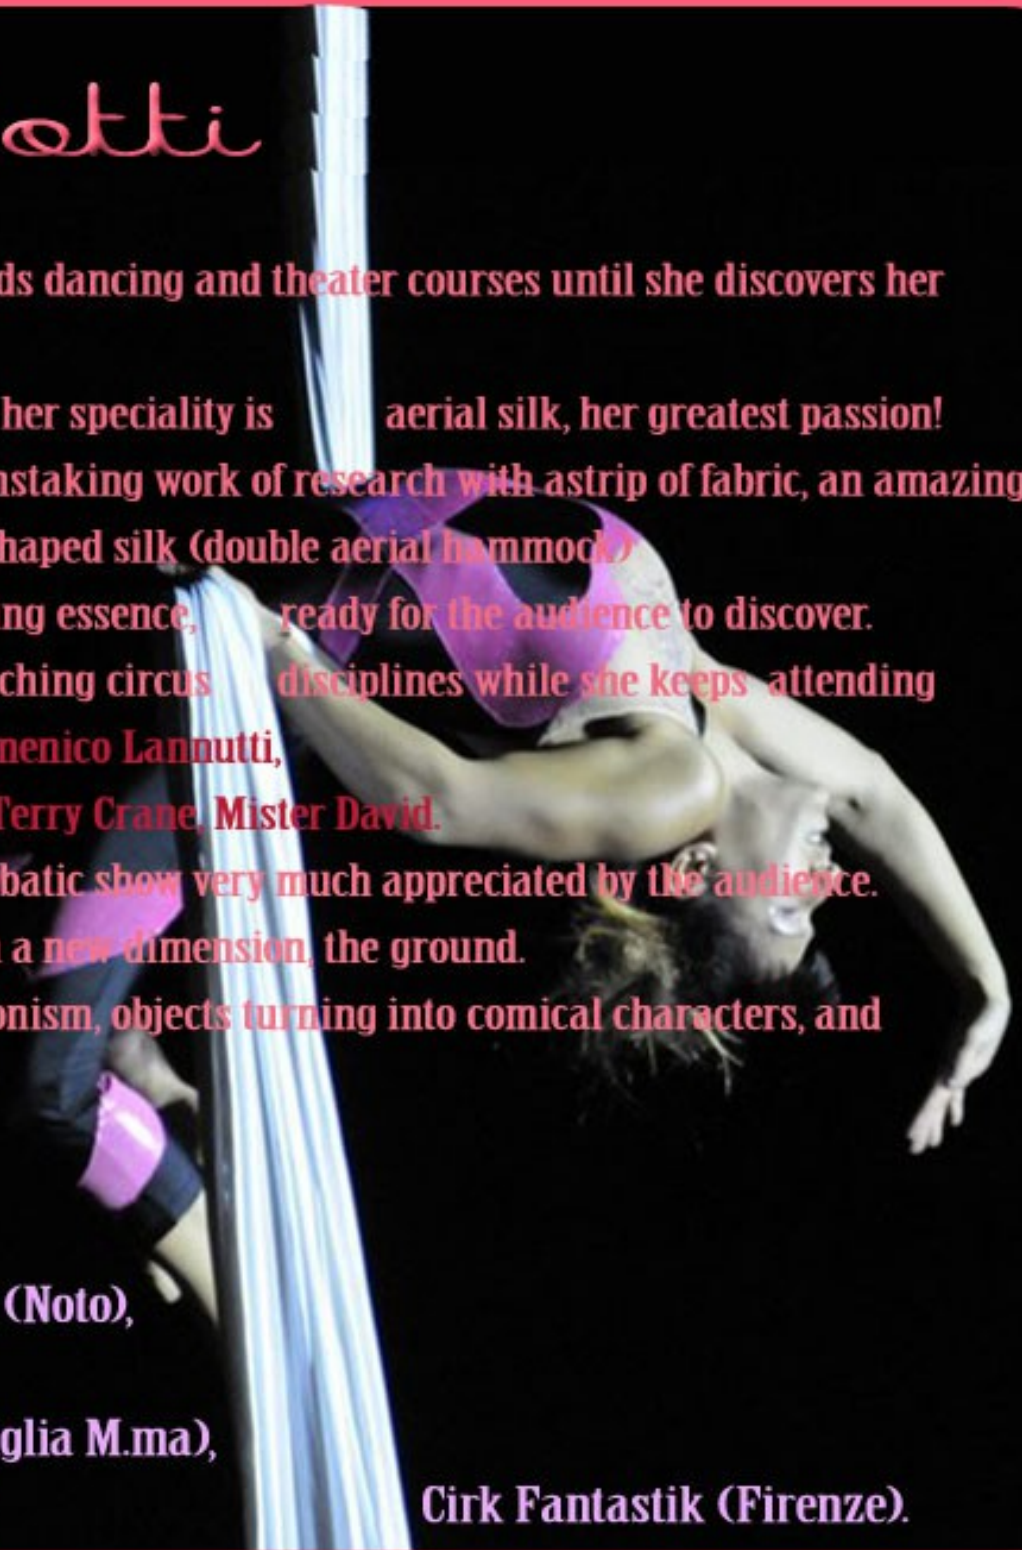 otti
ds dancing and theater courses until she discovers her
her speciality is aerial silk, her greatest passion!
nstaking work of research with astrip of fabric, an amazing
haped silk (double aerial hammock)
ng essence, ready for the audience to discover.
ching circus disciplines while she keeps attending
menico Lannutti,
Terry Crane, Mister David.
batic show very much appreciated by the audience.
a new dimension, the ground.
onism, objects turning into comical characters, and
(Noto),
glia M.ma),
Cirk Fantastik (Firenze).